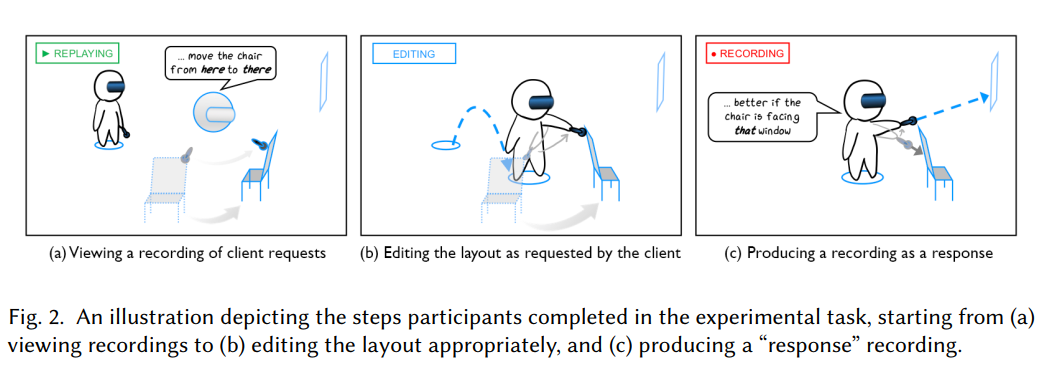 ▶ REPLAYING
... move the chair
from here to there
(a) Viewing a recording of client requests
EDITING
(b) Editing the layout as requested by the client
● RECORDING
... better if the
chair is facing
that window
(c) Producing a recording as a response
Fig. 2. An illustration depicting the steps participants completed in the experimental task, starting from (a)
viewing recordings to (b) editing the layout appropriately, and (c) producing a “response” recording.